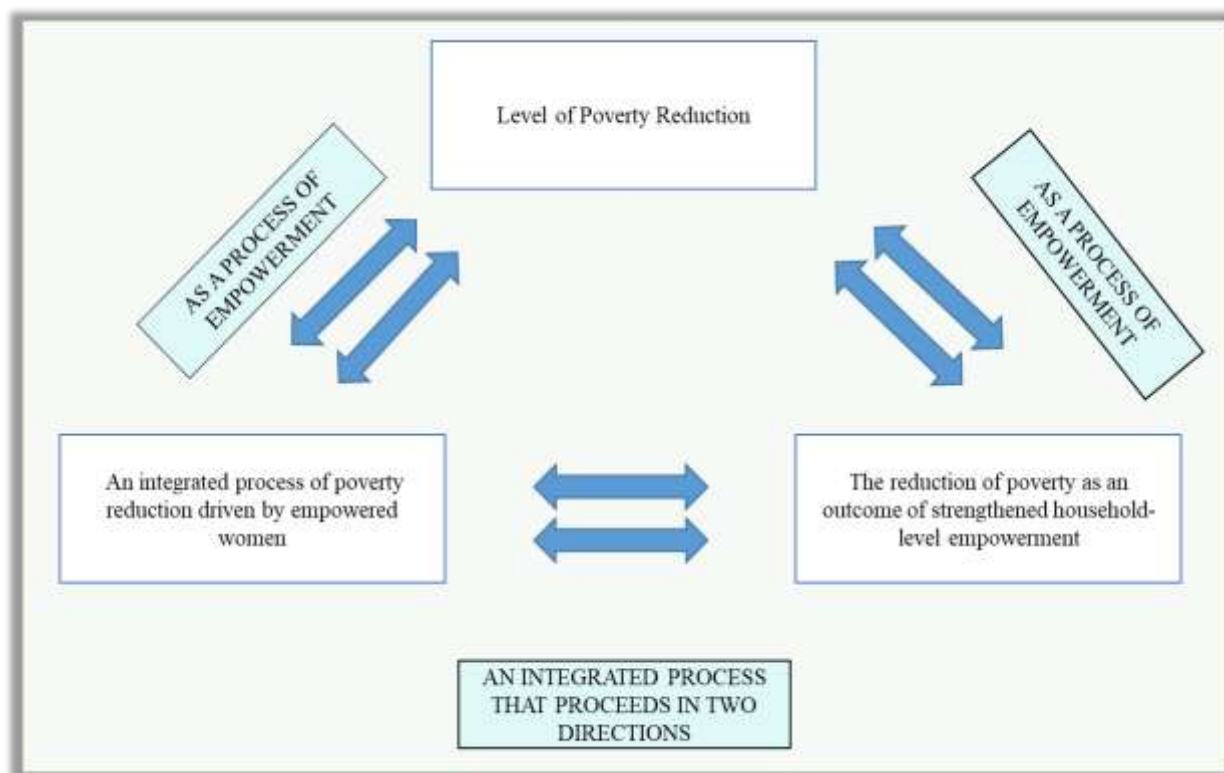 Level of Poverty Reduction
AS A PROCESS OF
EMPOWERMENT
AS A PROCESS OF
EMPOWERMENT
An integrated process of poverty
reduction driven by empowered
women
The reduction of poverty as an
outcome of strengthened household-
level empowerment
AN INTEGRATED PROCESS
THAT PROCEEDS IN TWO
DIRECTIONS